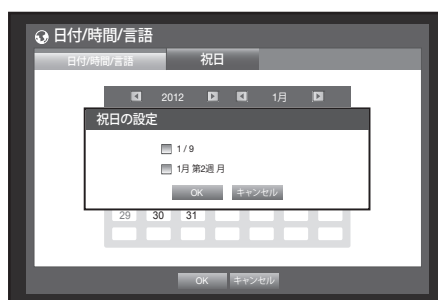 日付/時間/言語
日付/時間/言語 祝日
2012 1月
祝日の設定
1 / 9
1月 第2週 月
OK キャンセル
29 30 31
OK キャンセル